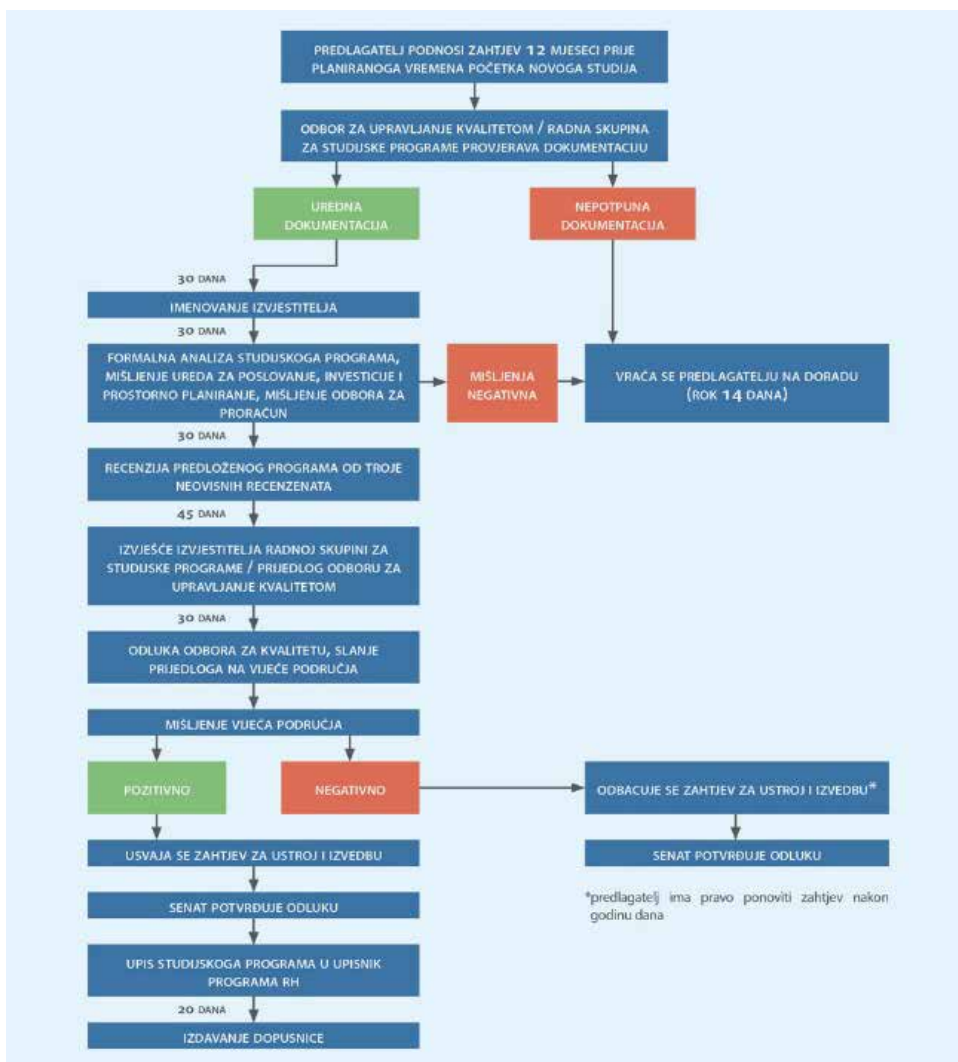 PREDLAGATELJ PODNOSI ZAHTJEV 12 MJESECI PRIJE
PLANIRANOGA VREMENA POČETKA NOVOGA STUDIJA
ODBOR ZA UPRAVLJANJE KVALITETOM / RADNA SKUPINA
ZA STUDIJSKE PROGRAME PROVJERAVA DOKUMENTACIJU
UREDNA
DOKUMENTACIJA
NEPOTPUNA
DOKUMENTACIJA
30 DANA
IMENOVANJE IZVJESTITELJA
30 DANA
FORMALNA ANALIZA STUDIJSKOGA PROGRAMA,
MIŠLJENJE UREDA ZA POSLOVANJE, INVESTICIJE I
PROSTORNO PLANIRANJE, MIŠLJENJE ODBORA ZA
PRORAČUN
MIŠLJENJA
NEGATIVNA
VRAĆA SE PREDLAGATELJU NA DORADU
(ROK 14 DANA)
30 DANA
RECENZIJA PREDLOŽENOG PROGRAMA OD TROJE
NEOVISNIH RECENZENATA
45 DANA
IZVJEŠĆE IZVJESTITELJA RADNOJ SKUPINI ZA
STUDIJSKE PROGRAME / PRIJEDLOG ODBORU ZA
UPRAVLJANJE KVALITETOM
30 DANA
ODLUKA ODBORA ZA KVALITETU, SLANJE
PRIJEDLOGA NA VIJEĆE PODRUČJA
MIŠLJENJE VIJEĆA PODRUČJA
POZITIVNO
NEGATIVNO
ODBACUJE SE ZAHTJEV ZA USTROJ I IZVEDBU*
USVAJA SE ZAHTJEV ZA USTROJ I IZVEDBU
SENAT POTVRĐUJE ODLUKU
SENAT POTVRĐUJE ODLUKU
*predlagatelj ima pravo ponoviti zahtjev nakon
godinu dana
UPIS STUDIJSKOGA PROGRAMA U UPISNIK
PROGRAMA RH
20 DANA
IZDAVANJE DOPUSNICE